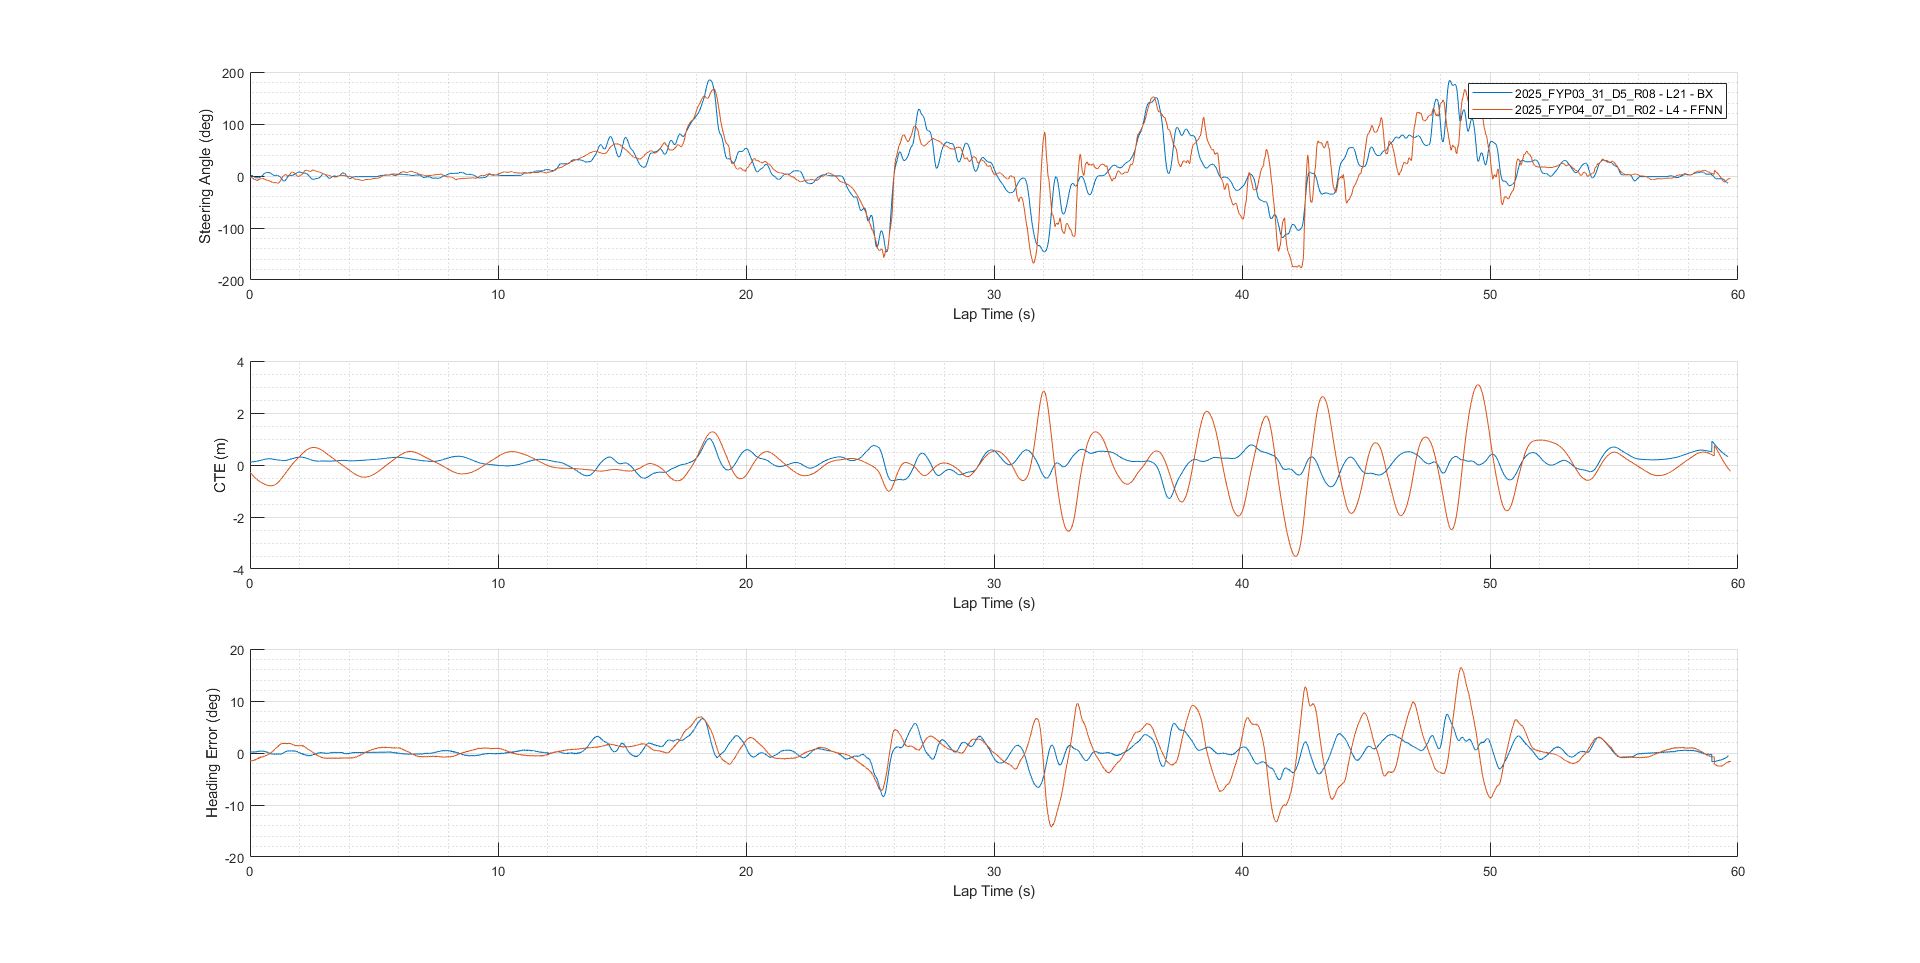 200
100
0
-100
-200
Steering Angle (deg)
2025_FYP03_31_D5_R08 - L21 - BX
2025_FYP04_07_D1_R02 - L4 - FFNN
0 10 20 30 40 50 60
Lap Time (s)
4
2
0
-2
-4
CTE (m)
0 10 20 30 40 50 60
Lap Time (s)
20
10
0
-10
-20
Heading Error (deg)
0 10 20 30 40 50 60
Lap Time (s)